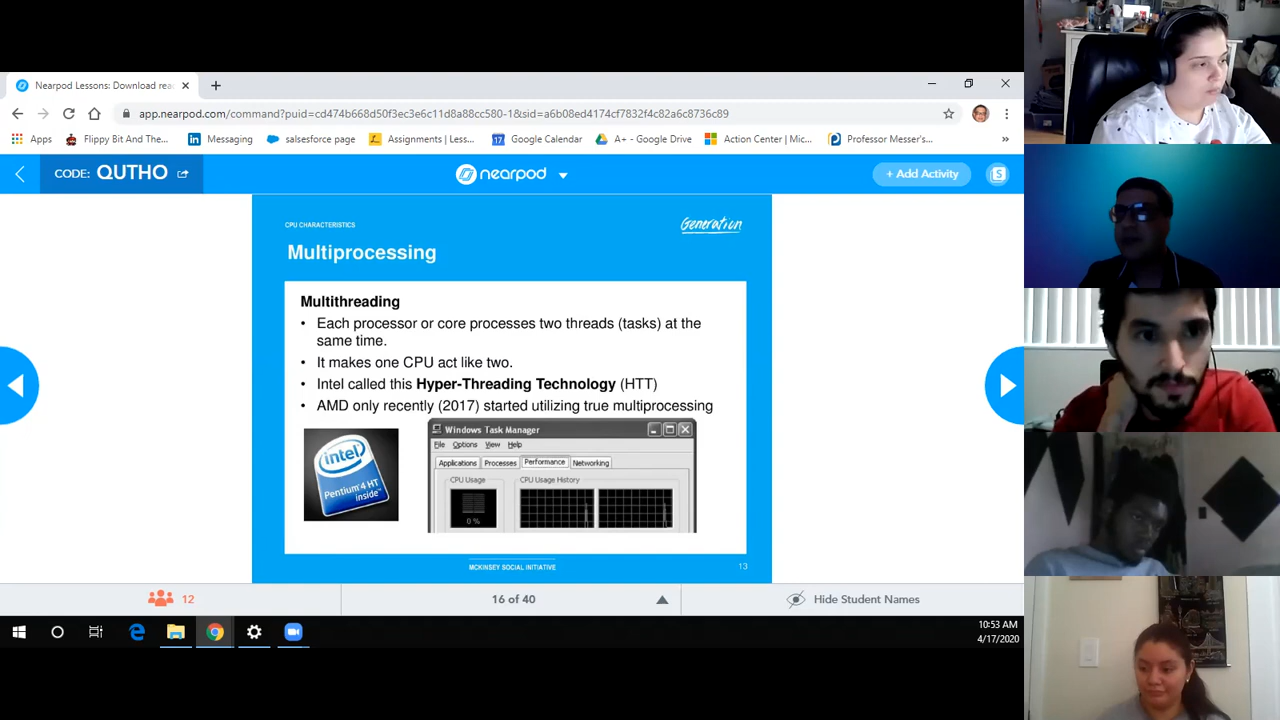 Nearpod Lessons: Download rea
app.nearpod.com/command?puid=cd474b668d50f3ec3e6c11d8a88cc580-1&sid=a6b08ed4174cf7832f4c82a6c8736c89
Apps Flippy Bit And The... Messaging salsesforce page Assignments | Less... Google Calendar A+ - Google Drive Action Center | Mic... Professor Messer's... »
CODE: QUTHO nearpod + Add Activity S
CPU CHARACTERISTICS
Generation
Multiprocessing
Multithreading
• Each processor or core processes two threads (tasks) at the
same time.
• It makes one CPU act like two.
• Intel called this Hyper-Threading Technology (HTT)
• AMD only recently (2017) started utilizing true multiprocessing
intel
Pentium 4 HT
inside
Windows Task Manager
File Options View Help
Applications Processes Performance Networking
CPU Usage CPU Usage History
0 %
MCKINSEY SOCIAL INITIATIVE 13
12 16 of 40 Hide Student Names
10:53 AM
4/17/2020